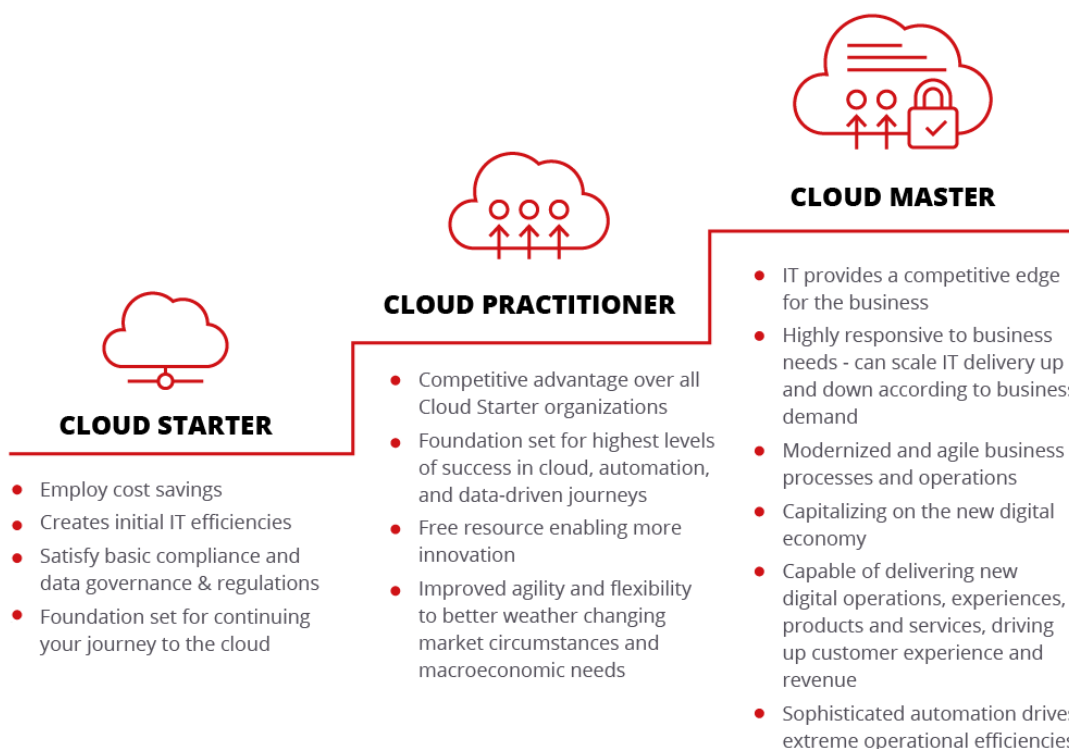 CLOUD STARTER
Employ cost savings
Creates initial IT efficiencies
Satisfy basic compliance and
data governance & regulations
Foundation set for continuing
your journey to the cloud
CLOUD PRACTITIONER
Competitive advantage over all
Cloud Starter organizations
Foundation set for highest levels
of success in cloud, automation,
and data-driven journeys
Free resource enabling more
innovation
Improved agility and flexibility
to better weather changing
market circumstances and
macroeconomic needs
CLOUD MASTER
IT provides a competitive edge
for the business
Highly responsive to business
needs - can scale IT delivery up
and down according to business
demand
Modernized and agile business
processes and operations
Capitalizing on the new digital
economy
Capable of delivering new
digital operations, experiences,
products and services, driving
up customer experience and
revenue
Sophisticated automation drives
extreme operational efficiencies